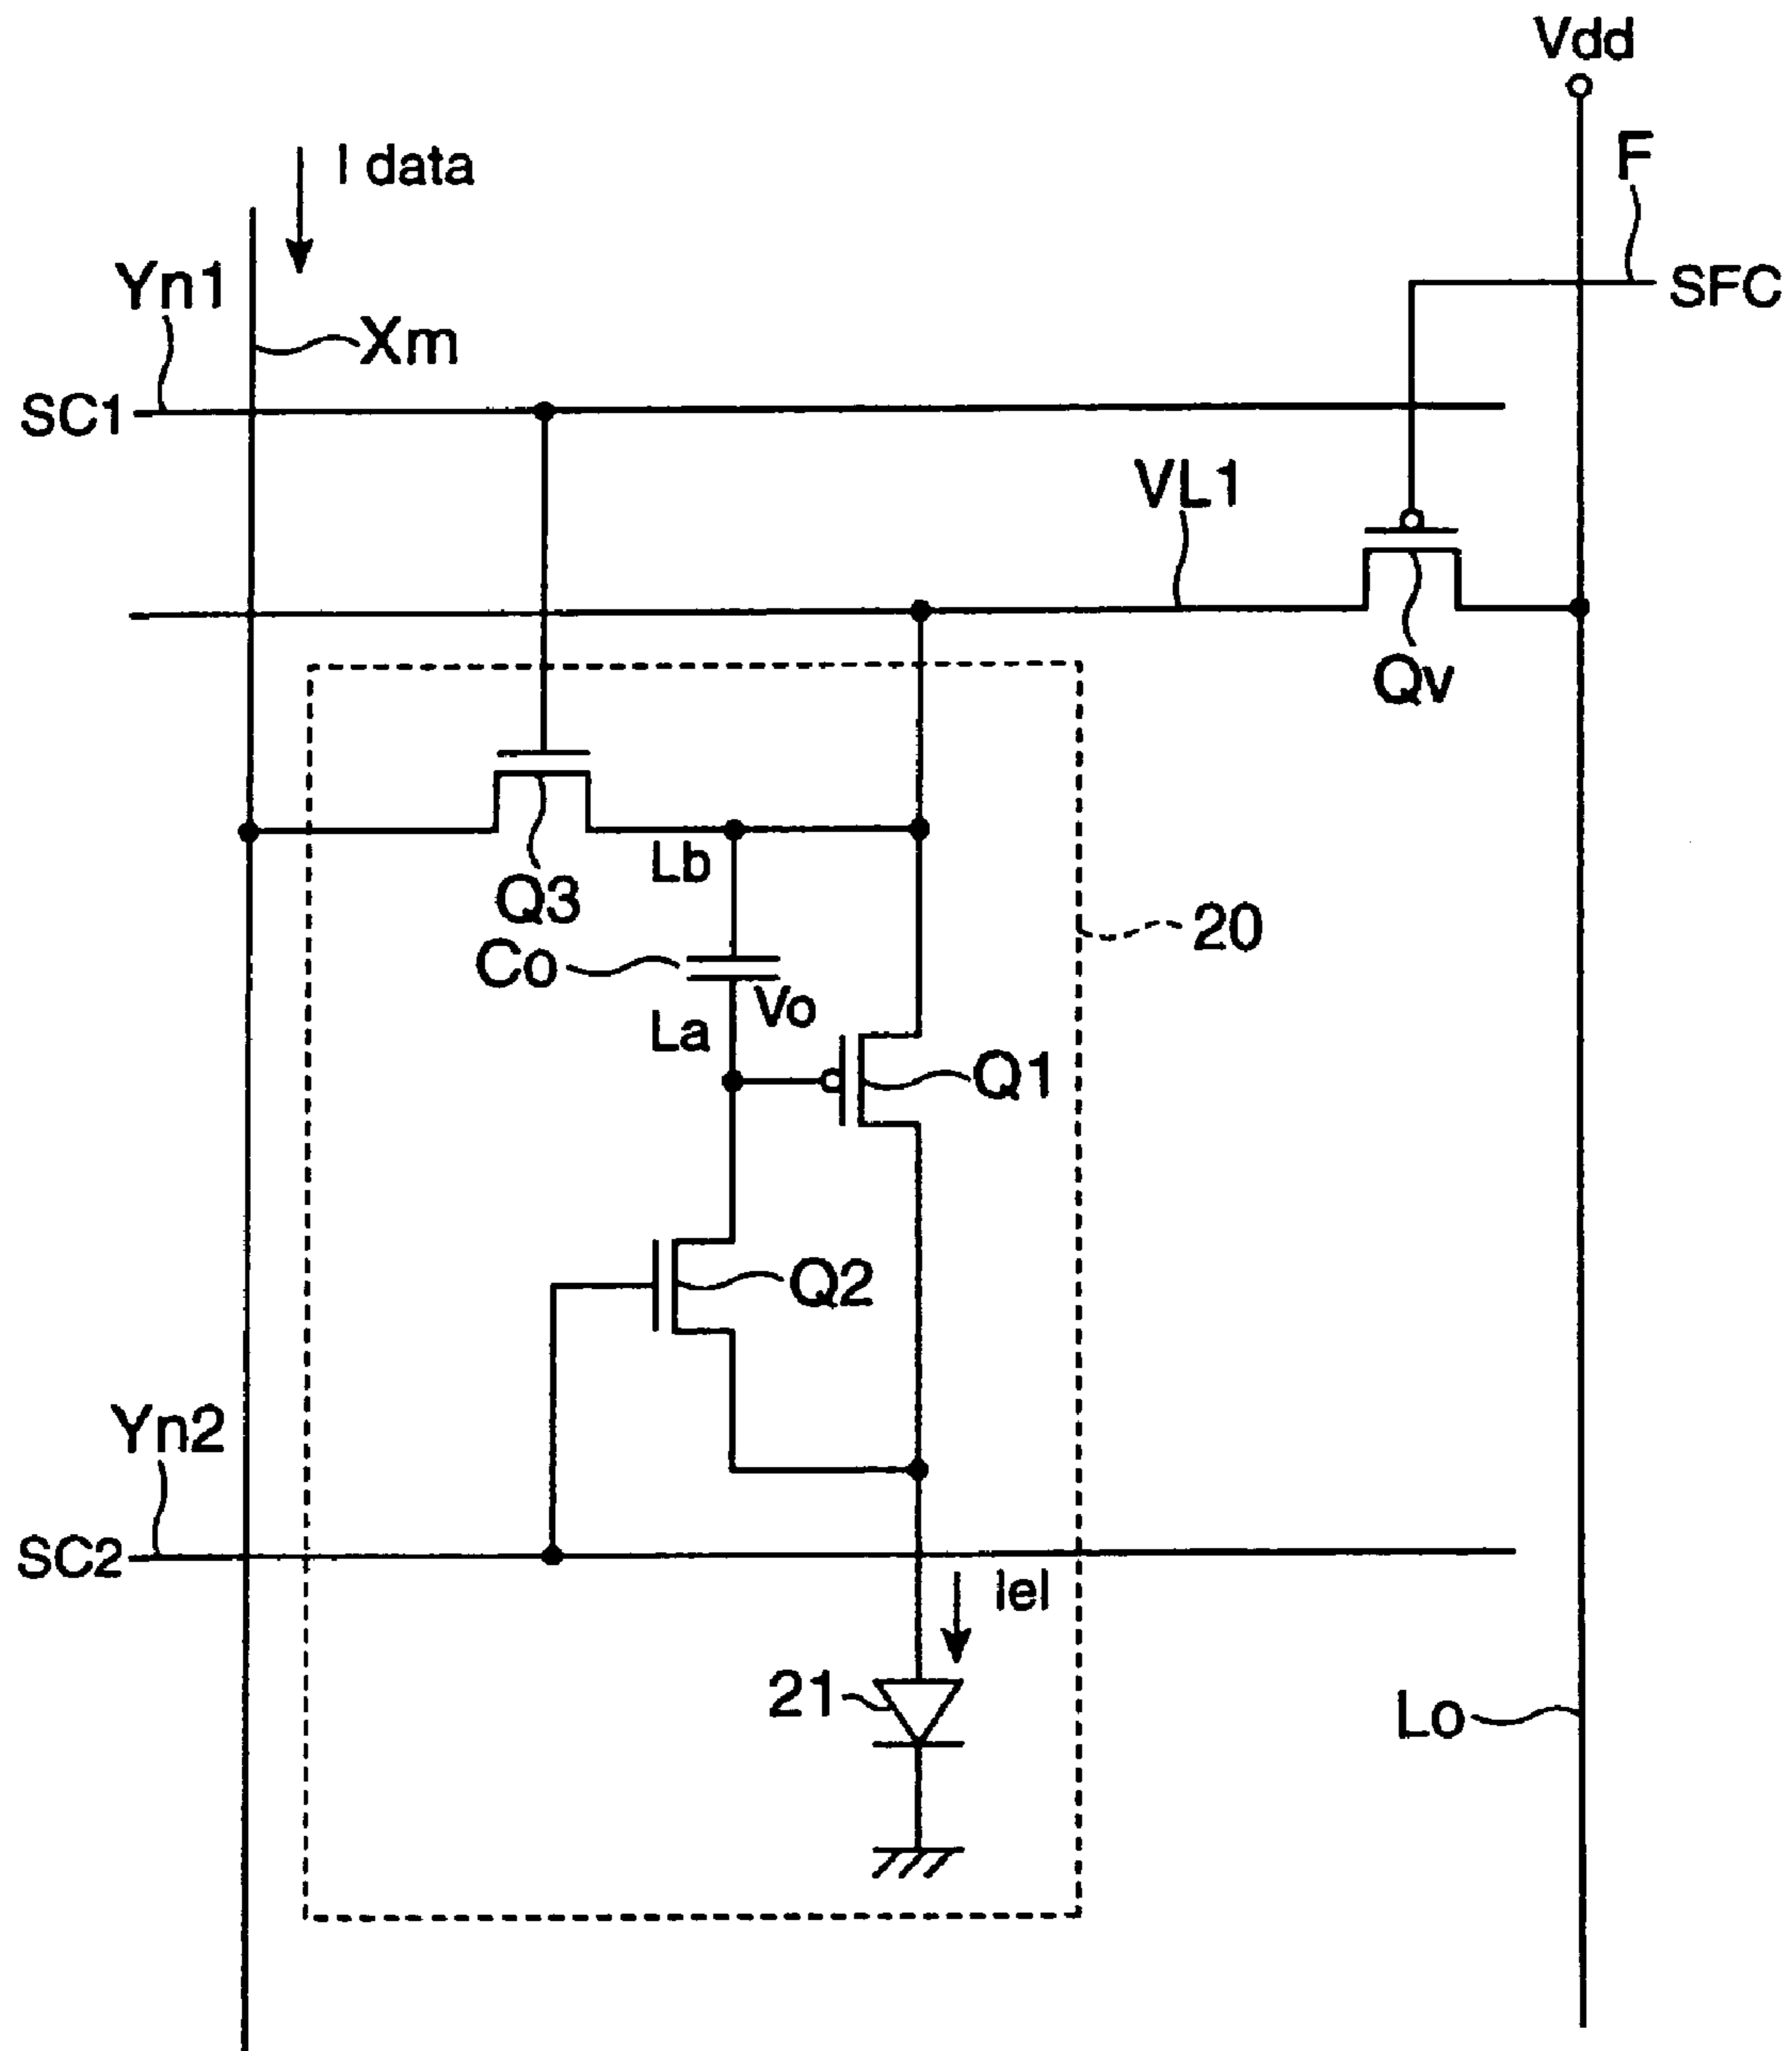 Vdd
I data
F
Yn1
SFC
Xm
SC1
VL1
Qv
Lb
Q3
20
Co
Vo
La
Q1
Q2
Yn2
SC2
Iel
21
Lo